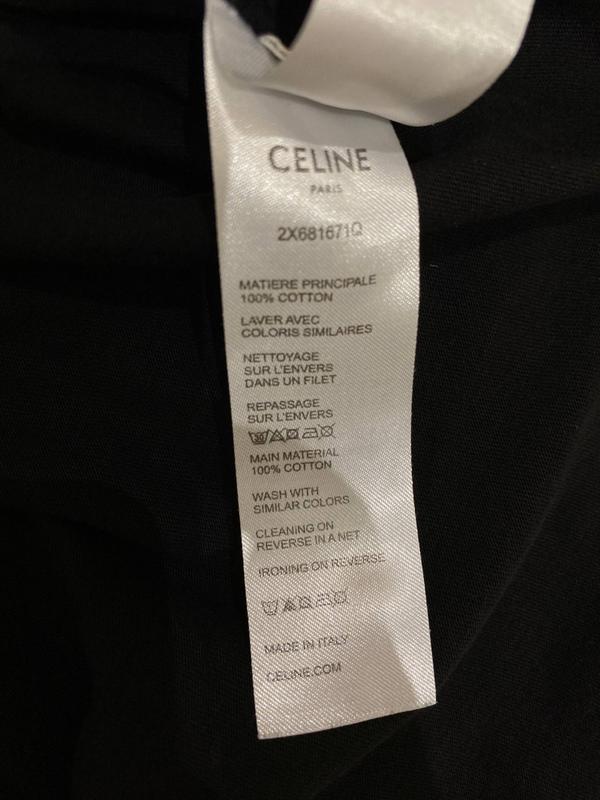 CELINE
PARIS
2X681671Q
MATIERE PRINCIPALE
100% COTTON
LAVER AVEC
COLORIS SIMILAIRES
NETTOYAGE
SUR L'ENVERS
DANS UN FILET
REPASSAGE
SUR L'ENVERS
MAIN MATERIAL
100% COTTON
WASH WITH
SIMILAR COLORS
CLEANING ON
REVERSE IN A NET
IRONING ON REVERSE
MADE IN ITALY
CELINE.COM